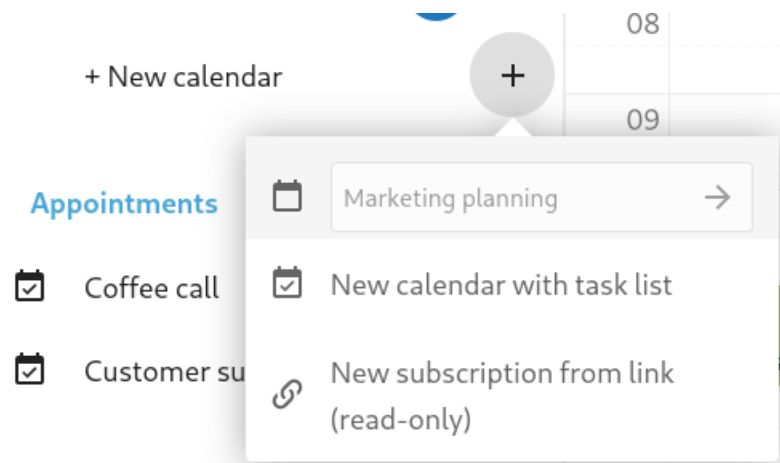 08
+ New calendar
+
09
Marketing planning
Appointments
Coffee call
New calendar with task list
Customer su
New subscription from link
(read-only)